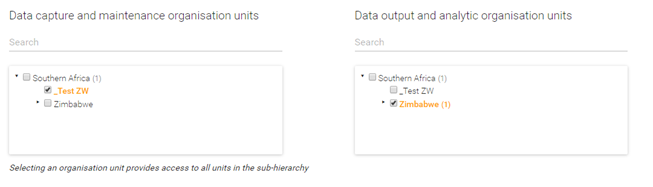 Data capture and maintenance organisation units
Search
Southern Africa (1)
_Test ZW
Zimbabwe
Selecting an organisation unit provides access to all units in the sub-hierarchy
Data output and analytic organisation units
Search
Southern Africa (1)
_Test ZW
Zimbabwe (1)